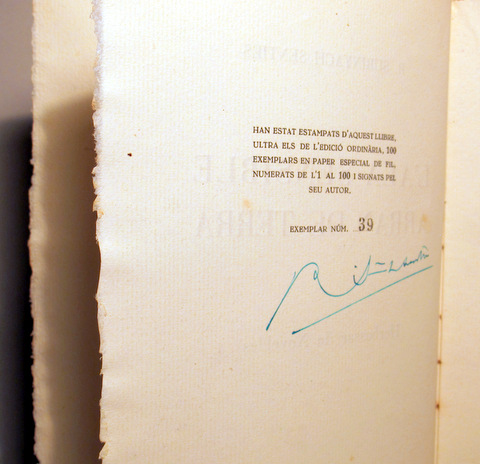 HAN ESTAT ESTAMPATS D'AQUEST LLIBRE,
ULTRA ELS DE L'EDICIÓ ORDINÀRIA, 100
EXEMPLARS EN PAPER ESPECIAL DE FIL,
NUMERATS DE L'1 AL 100 I SIGNATS PEL
SEU AUTOR.
EXEMPLAR NÚM. ...39